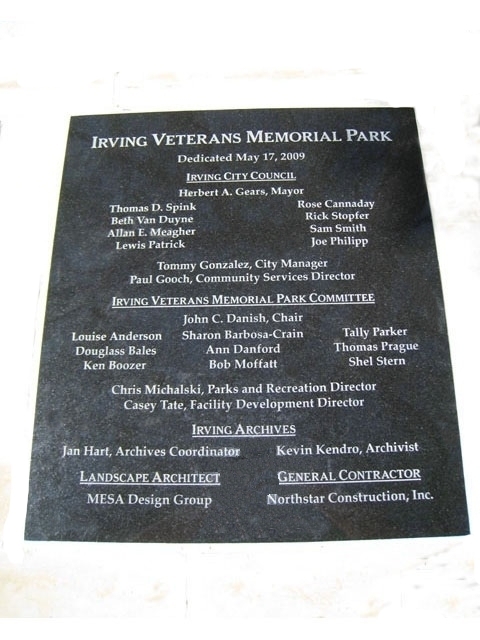 IRVING VETERANS MEMORIAL PARK
Dedicated May 17, 2009
IRVING CITY COUNCIL
Herbert A. Gears, Mayor
Thomas D. Spink Rose Cannaday
Beth Van Duyne Rick Stopfer
Allan E. Meagher Sam Smith
Lewis Patrick Joe Philipp
Tommy Gonzalez, City Manager
Paul Gooch, Community Services Director
IRVING VETERANS MEMORIAL PARK COMMITTEE
John C. Danish, Chair
Louise Anderson Sharon Barbosa-Crain Tally Parker
Douglass Bales Ann Danford Thomas Prague
Ken Boozer Bob Moffatt Shel Stern
Chris Michalski, Parks and Recreation Director
Casey Tate, Facility Development Director
IRVING ARCHIVES
Jan Hart, Archives Coordinator Kevin Kendro, Archivist
LANDSCAPE ARCHITECT GENERAL CONTRACTOR
MESA Design Group Northstar Construction, Inc.